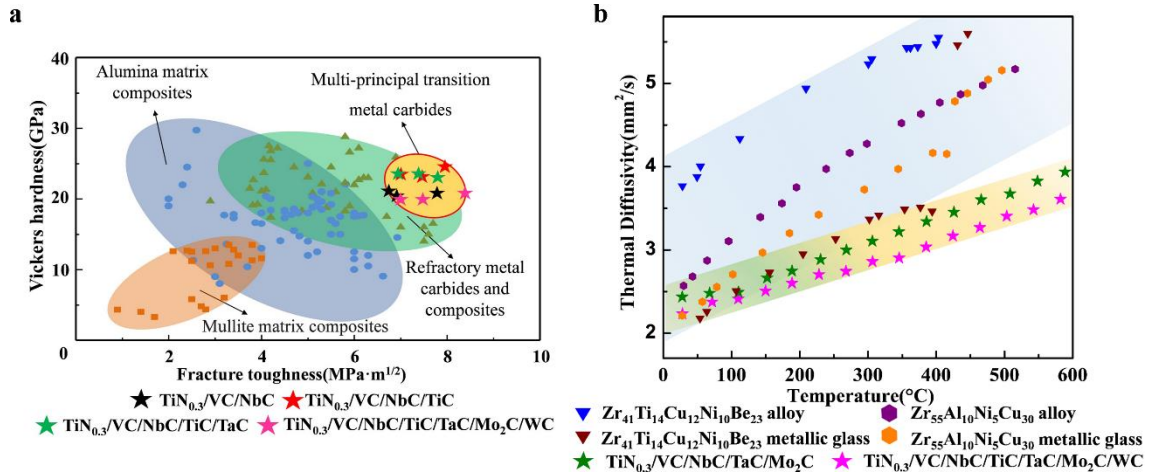 a
Vickers hardness(GPa)
40
30
20
10
0
Alumina matrix
composites
Multi-principal transition
metal carbides
Refractory metal
carbides and
composites
Mullite matrix composites
2
4
6
8
10
Fracture toughness(MPa·m1/2)
TiN0.3/VC/NbC
TiN0.3/VC/NbC/TiC
TiN0.3/VC/NbC/TiC/TaC
TiN0.3/VC/NbC/TiC/TaC/Mo2C/WC
b
Thermal Diffusivity(mm2/s)
5
4
3
2
0
100
200
300
400
500
600
Temperature(°C)
Zr41Ti14Cu12Ni10Be23 alloy
Zr55Al10Ni5Cu30 alloy
Zr41Ti14Cu12Ni10Be23 metallic glass
Zr55Al10Ni5Cu30 metallic glass
TiN0.3/VC/NbC/TaC/Mo2C
TiN0.3/VC/NbC/TiC/TaC/Mo2C/WC